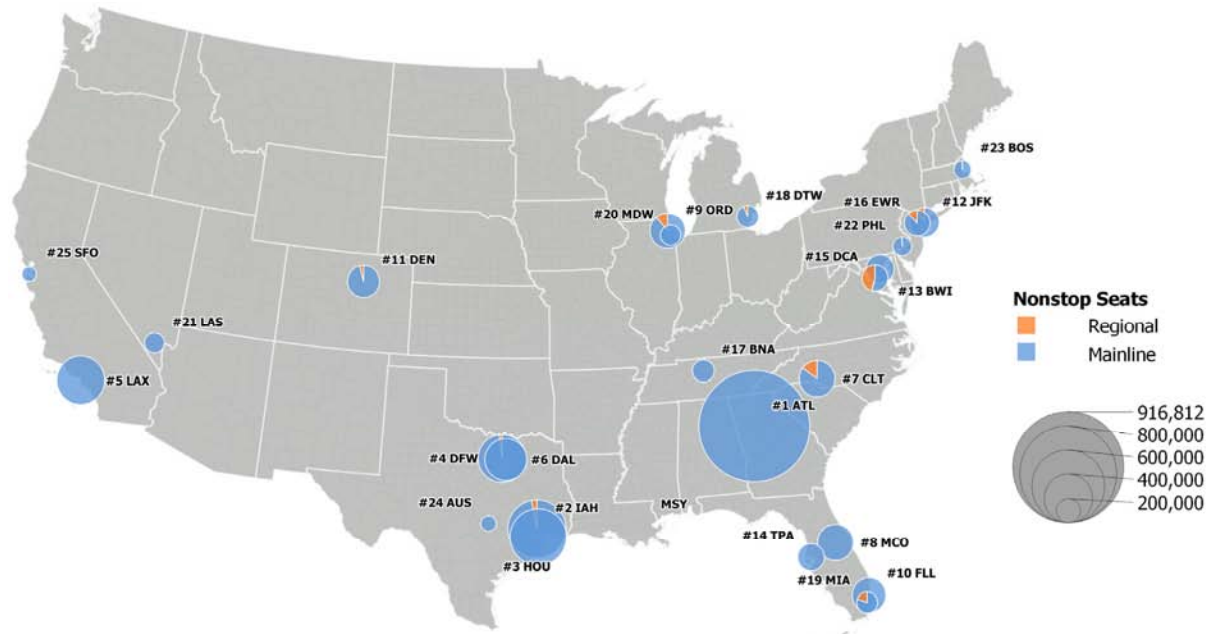 #23 BOS
#18 DTW
#16 EWR
#12 JFK
#20 MDW
#9 ORD
#22 PHL
#25 SFO
#11 DEN
#15 DCA
#13 BWI
Nonstop Seats
Regional
Mainline
#21 LAS
#17 BNA
#5 LAX
#7 CLT
#1 ATL
916,812
800,000
600,000
400,000
200,000
#4 DFW
#6 DAL
#24 AUS
#2 IAH
MSY
#14 TPA
#8 MCO
#3 HOU
#19 MIA
#10 FLL